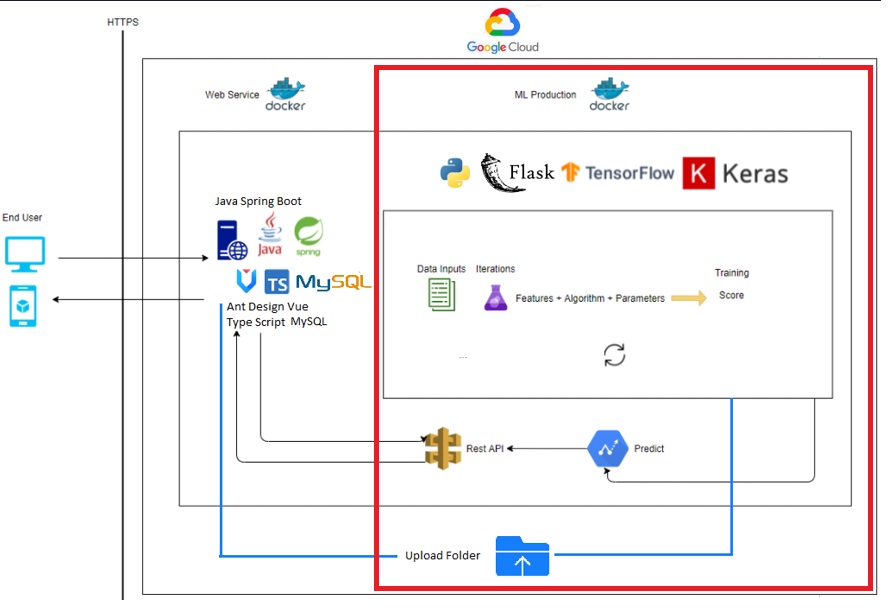 HTTPS
Google Cloud
Web Service
docker
ML Production
docker
Flask
TensorFlow
K Keras
Java Spring Boot
Java
spring
End User
TS
MySQL
Ant Design Vue
Type Script MySQL
Data Inputs
Iterations
Features + Algorithm + Parameters
Training
Score
...
Rest API
Predict
Upload Folder